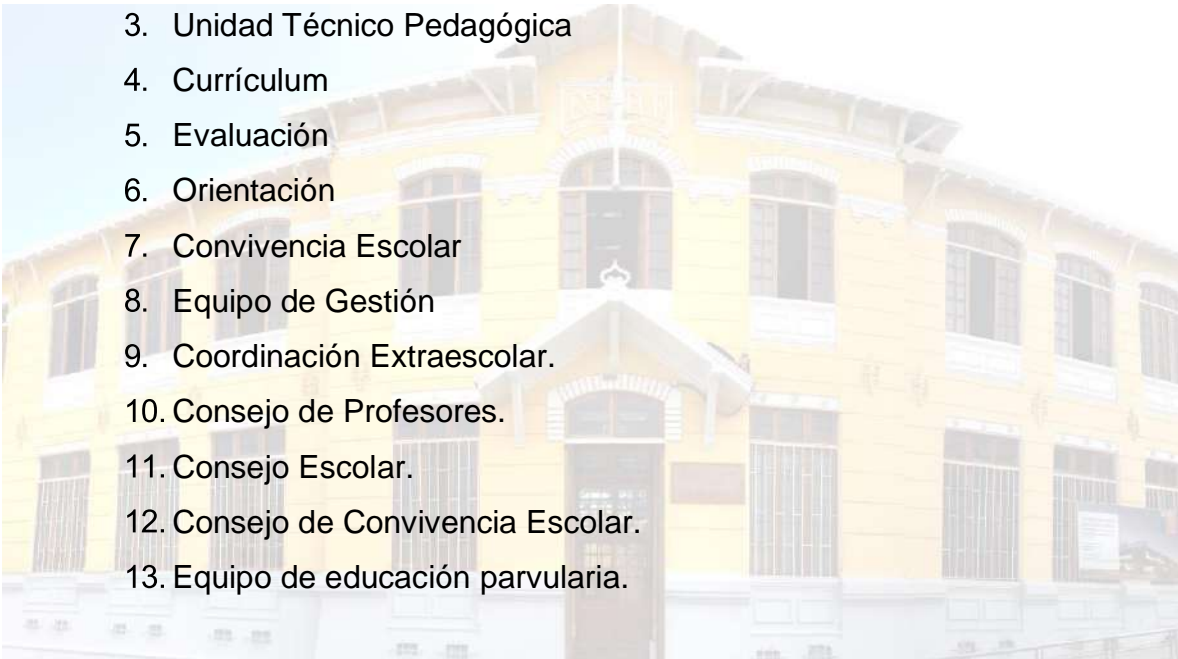 3. Unidad Técnico Pedagógica
4. Currículum
5. Evaluación
6. Orientación
7. Convivencia Escolar
8. Equipo de Gestión
9. Coordinación Extraescolar.
10. Consejo de Profesores.
11. Consejo Escolar.
12. Consejo de Convivencia Escolar.
13. Equipo de educación parvularia.